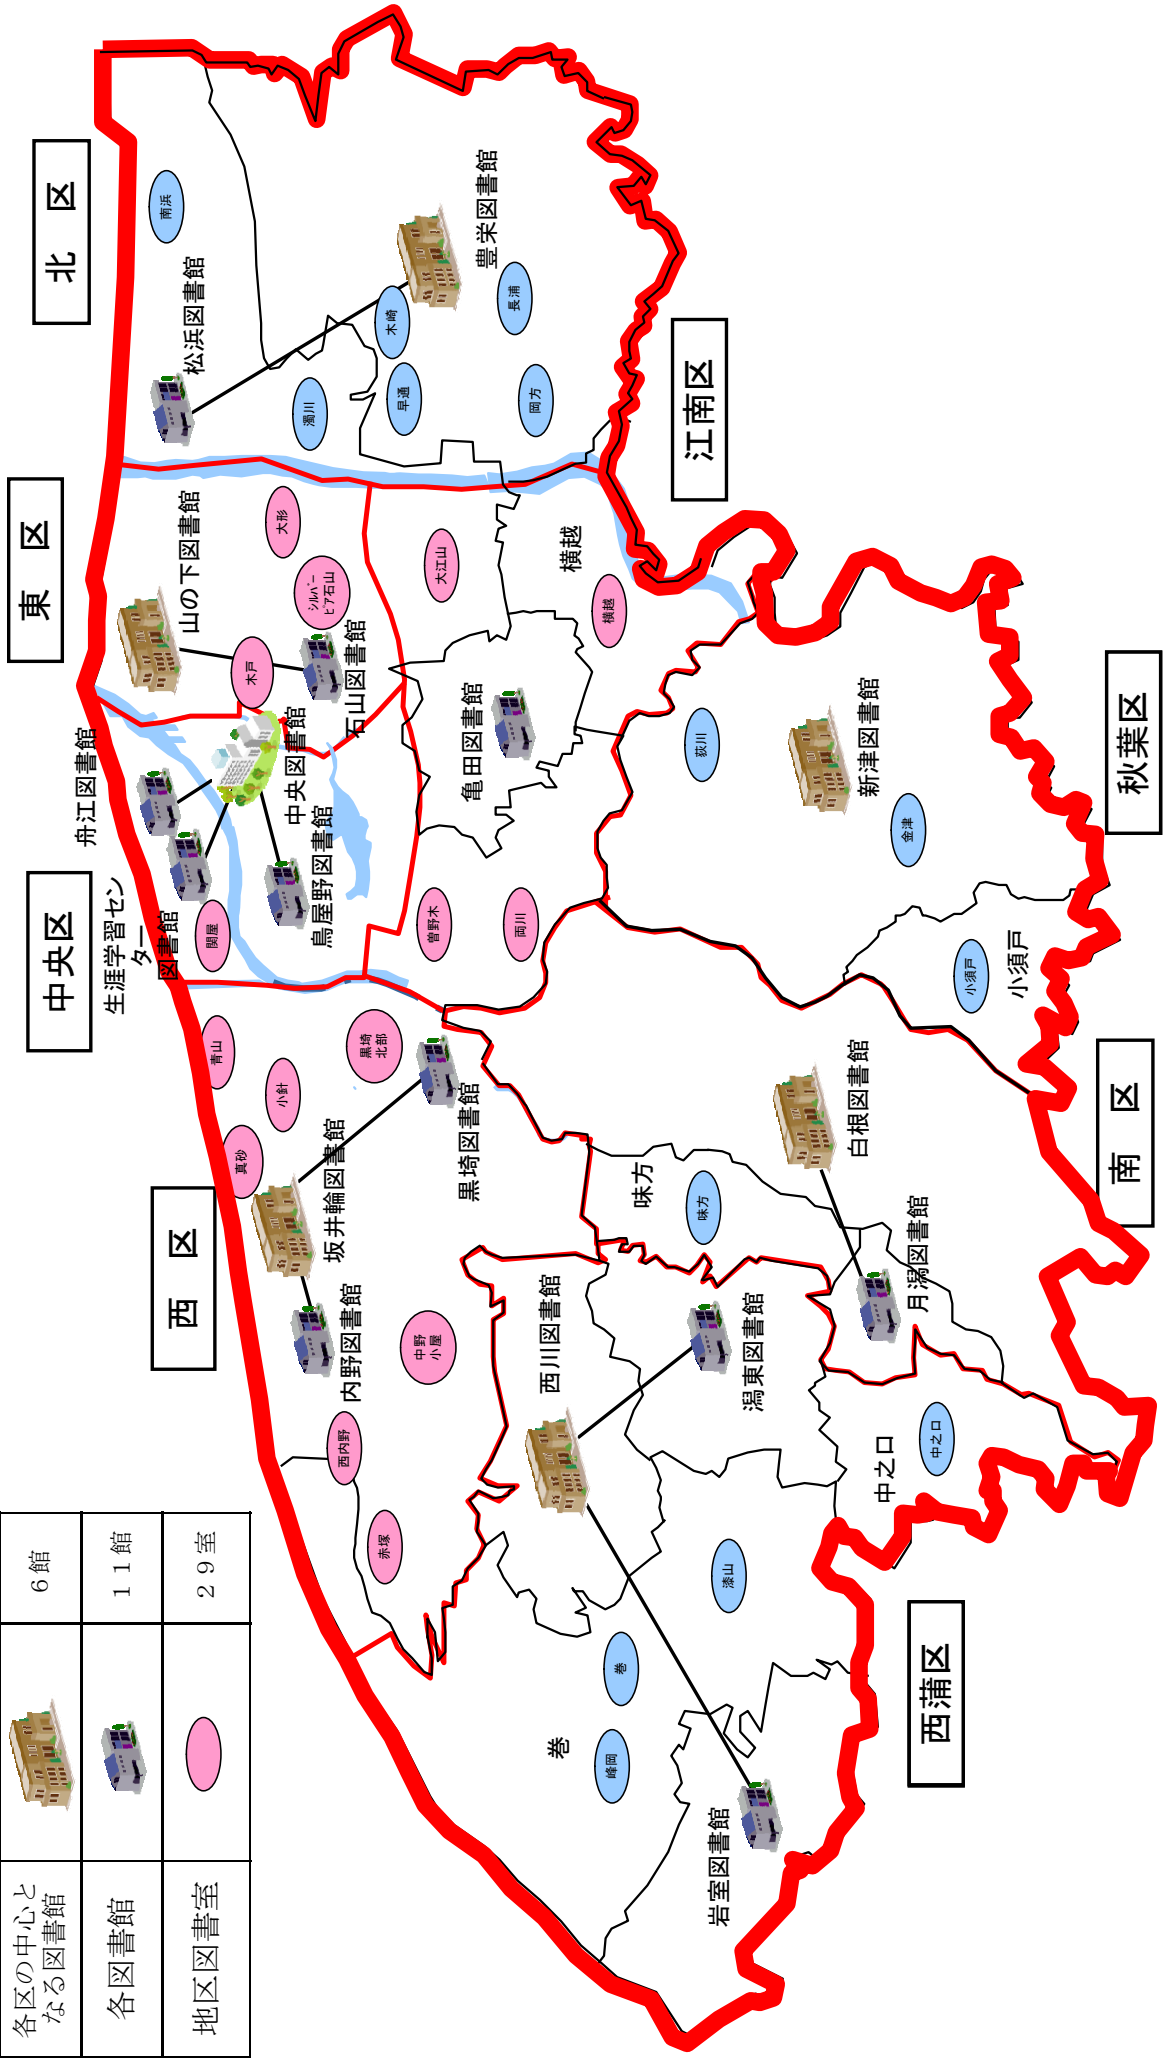 各区の中心と
なる図書館
6館
各図書館
１１館
地区図書室
２９室
西 区
中央区
東 区
北 区
西蒲区
南 区
秋葉区
江南区
赤塚
西内野
内野図書館
中野
小屋
坂井輪図書館
真砂
小針
青山
黒埼
北部
黒埼図書館
関屋
生涯学習セン
ター
図書館
舟江図書館
鳥屋野図書館
中央図書館
木戸
石山図書館
山の下図書館
シルバー
ピア石山
大形
松浜図書館
南浜
濁川
早通
木崎
豊栄図書館
長浦
岡方
大江山
横越
横越
亀田図書館
曽野木
両川
荻川
新津図書館
金津
小須戸
小須戸
白根図書館
味方
味方
月潟図書館
西川図書館
潟東図書館
中之口
中之口
漆山
巻
巻
峰岡
岩室図書館